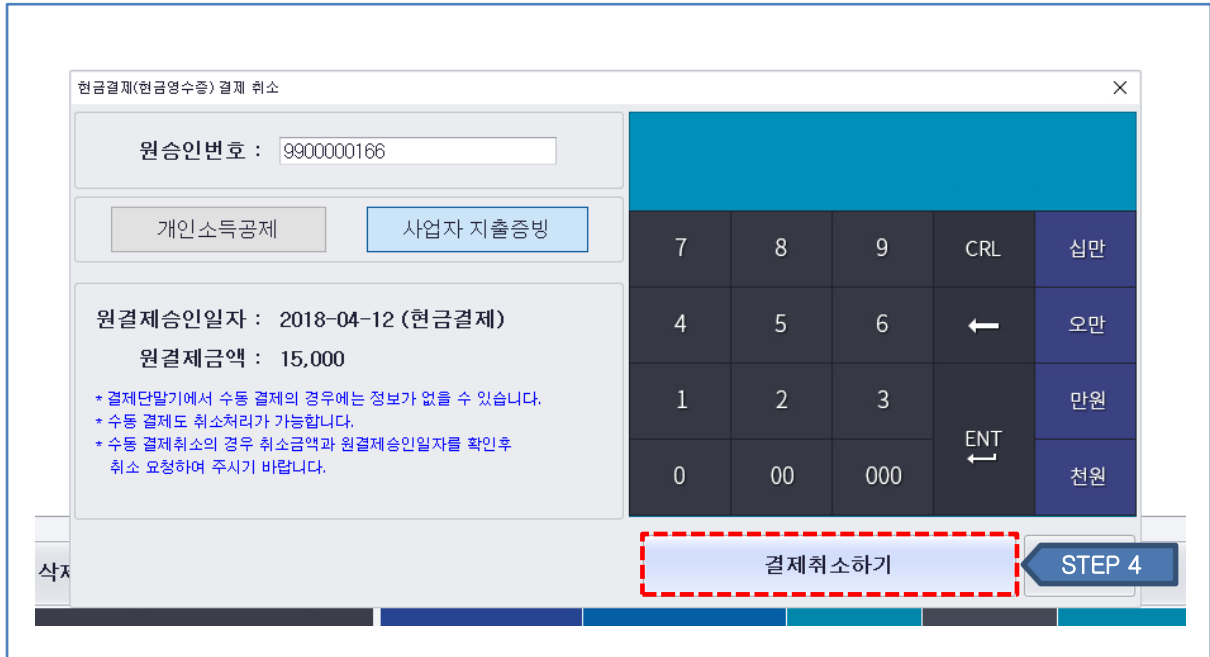 현금결제(현금영수증) 결제 취소
원승인번호 : 9900000166
개인소득공제 사업자 지출증빙
원결제승인일자 : 2018-04-12 (현금결제)
원결제금액 : 15,000
* 결제단말기에서 수동 결제의 경우에는 정보가 없을 수 있습니다.
* 수동 결제도 취소처리가 가능합니다.
* 수동 결제취소의 경우 취소금액과 원결제승인일자를 확인후
취소 요청하여 주시기 바랍니다.
7 8 9 CRL 십만
4 5 6 ← 오만
1 2 3 만원
ENT
0 00 000 천원
결제취소하기 STEP 4